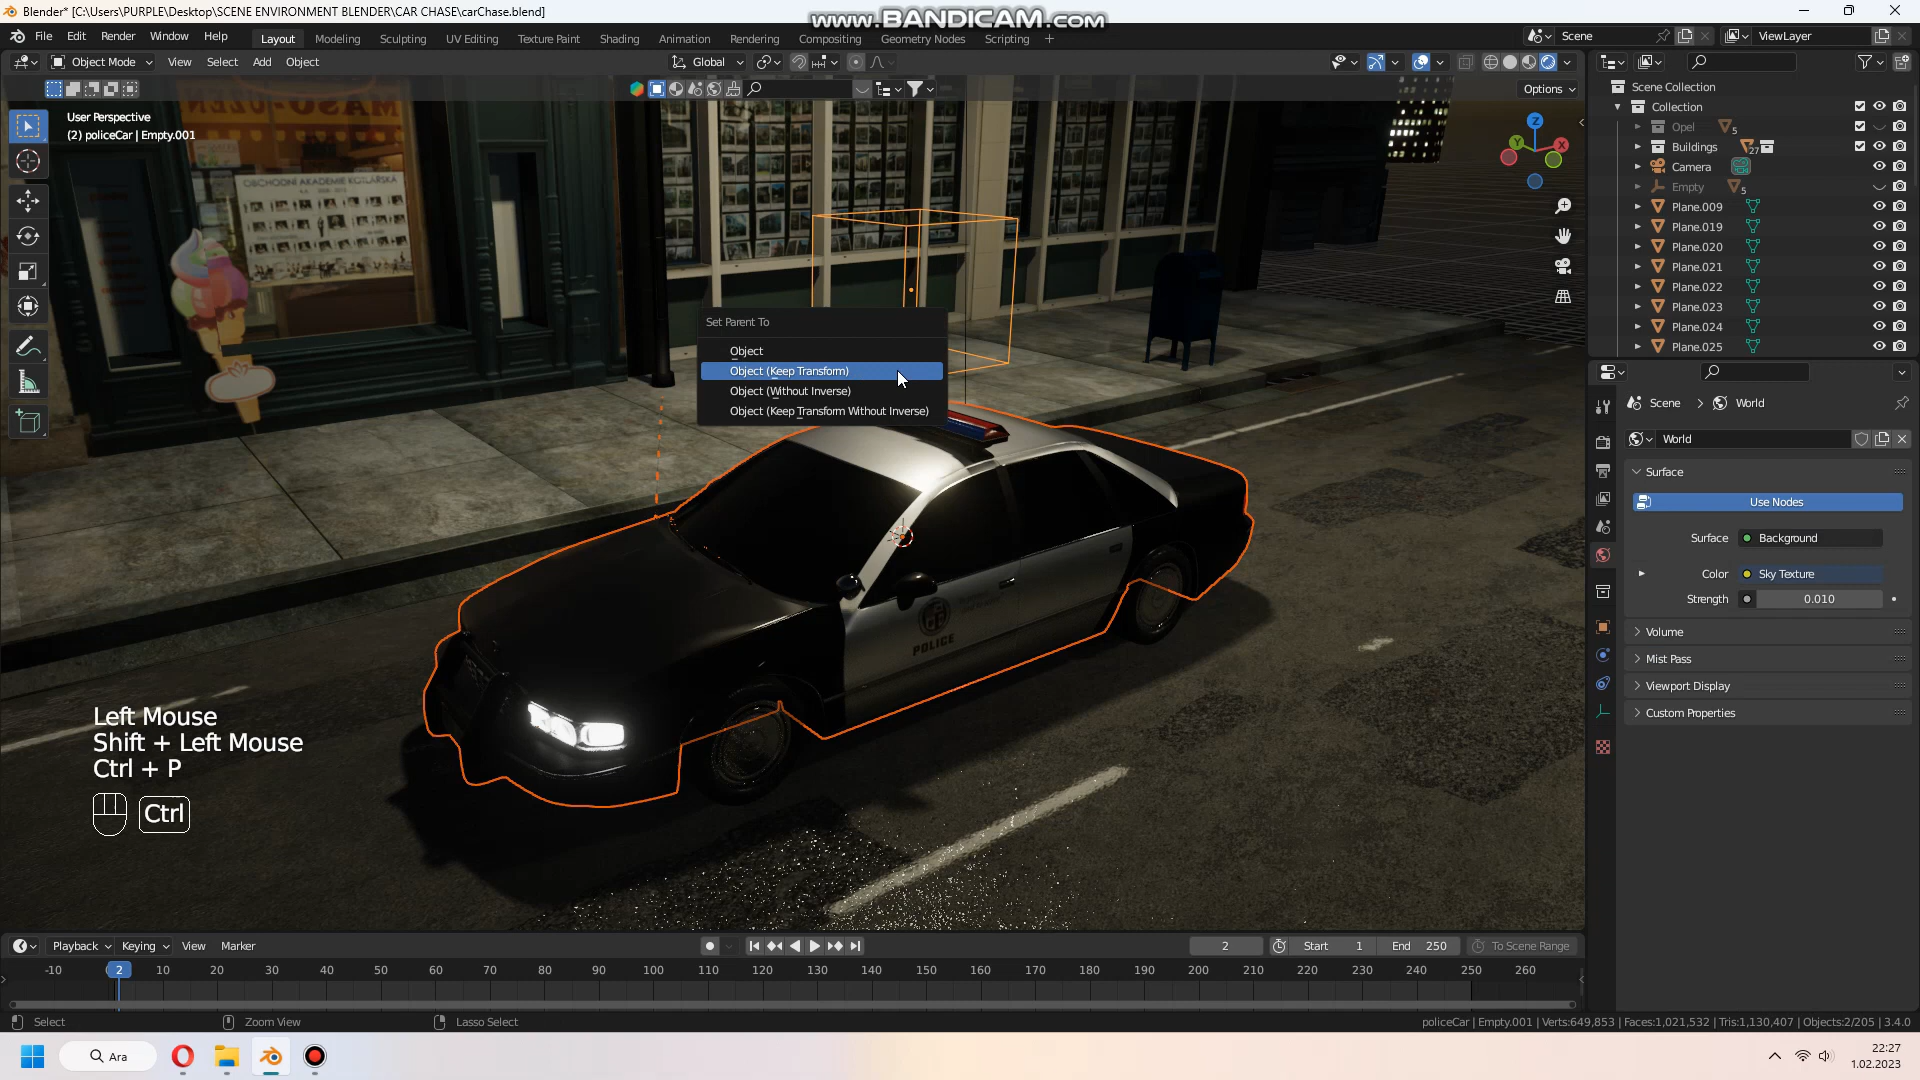 Blender* [C:\Users\PURPLE\Desktop\SCENE ENVIRONMENT BLENDER\CAR CHASE\carChase.blend]
www.BANDICAM.com
File Edit Render Window Help Layout Modeling Sculpting UV Editing Texture Paint Shading Animation Rendering Compositing Geometry Nodes Scripting + Scene ViewLayer
Object Mode View Select Add Object Global
Options
User Perspective
(2) policeCar | Empty.001
Z
Y
X
OBCHODNÍ AKADEMIE KOTLÁŘSKÁ
Set Parent To
Object
Object (Keep Transform)
Object (Without Inverse)
Object (Keep Transform Without Inverse)
POLICE
Left Mouse
Shift + Left Mouse
Ctrl + P
Ctrl
Scene Collection
Collection
Opel 5
Buildings 27
Camera
Empty 5
Plane.009
Plane.019
Plane.020
Plane.021
Plane.022
Plane.023
Plane.024
Plane.025
Scene > World
World
Surface
Use Nodes
Surface Background
Color Sky Texture
Strength 0.010
Volume
Mist Pass
Viewport Display
Custom Properties
Playback Keying View Marker 2 Start 1 End 250 To Scene Range
-10 0 2 10 20 30 40 50 60 70 80 90 100 110 120 130 140 150 160 170 180 190 200 210 220 230 240 250 260
Select Zoom View Lasso Select policeCar | Empty.001 | Verts:649,853 | Faces:1,021,532 | Tris:1,130,407 | Objects:2/205 | 3.4.0
Ara
22:27
1.02.2023